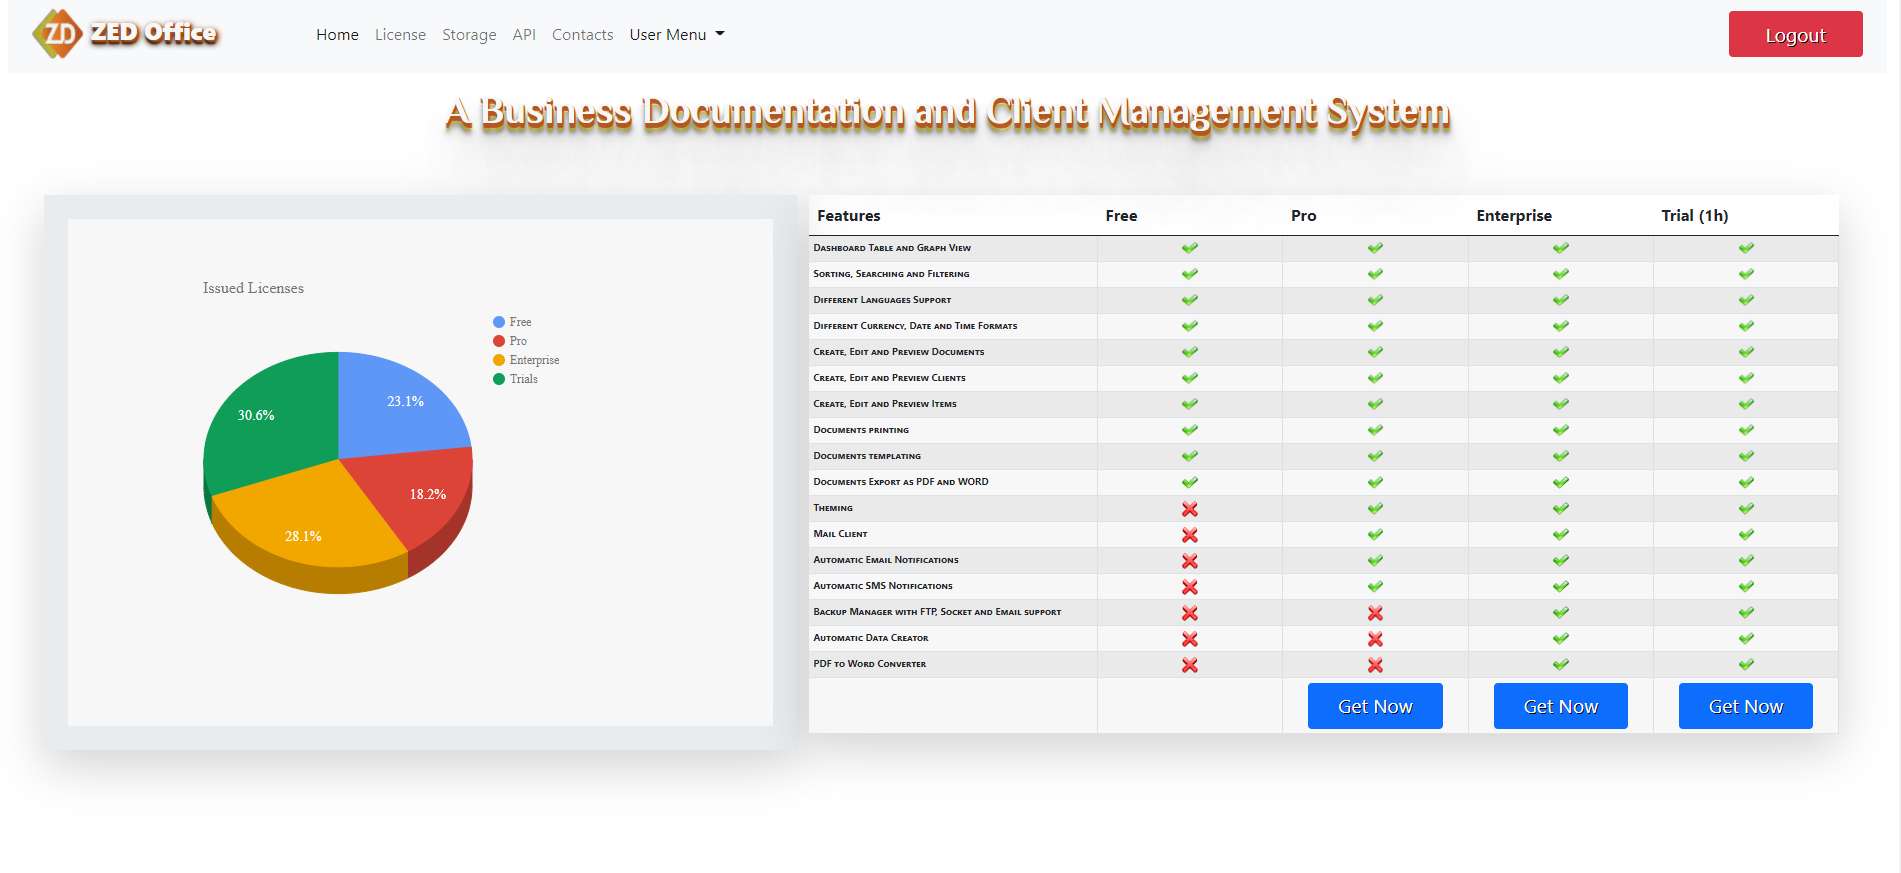 ZD ZED Office
Home License Storage API Contacts User Menu
Logout
A Business Documentation and Client Management System
Issued Licenses
Free
Pro
Enterprise
Trials
30.6%
23.1%
18.2%
28.1%
Features Free Pro Enterprise Trial (1h)
Dashboard Table and Graph View
Sorting, Searching and Filtering
Different Languages Support
Different Currency, Date and Time Formats
Create, Edit and Preview Documents
Create, Edit and Preview Clients
Create, Edit and Preview Items
Documents printing
Documents templating
Documents Export as PDF and WORD
Theming
Mail Client
Automatic Email Notifications
Automatic SMS Notifications
Backup Manager with FTP, Socket and Email support
Automatic Data Creator
PDF to Word Converter
Get Now Get Now Get Now